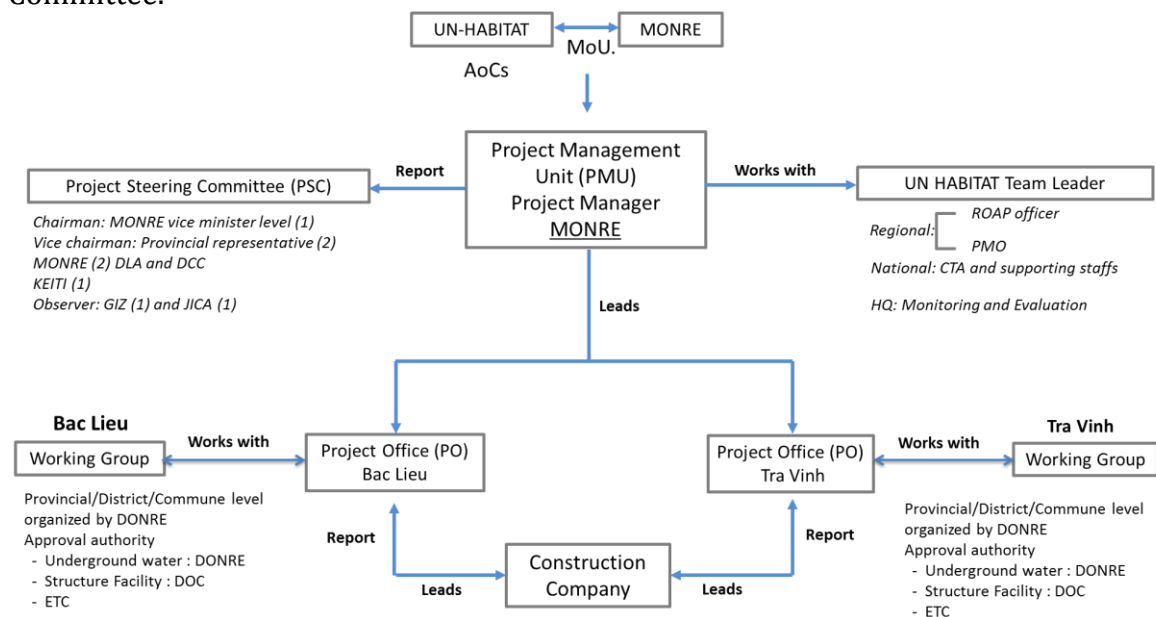 Committee.
UN-HABITAT
MONRE
MoU.
AoCs
Project Management
Unit (PMU)
Project Manager
MONRE
Report
Works with
Project Steering Committee (PSC)
Chairman: MONRE vice minister level (1)
Vice chairman: Provincial representative (2)
MONRE (2) DLA and DCC
KEITI (1)
Observer: GIZ (1) and JICA (1)
UN HABITAT Team Leader
ROAP officer
Regional:
PMO
National: CTA and supporting staffs
HQ: Monitoring and Evaluation
Leads
Bac Lieu
Working Group
Works with
Project Office (PO)
Bac Lieu
Provincial/District/Commune level
organized by DONRE
Approval authority
- Underground water : DONRE
- Structure Facility : DOC
- ETC
Project Office (PO)
Tra Vinh
Works with
Tra Vinh
Working Group
Provincial/District/Commune level
organized by DONRE
Approval authority
- Underground water : DONRE
- Structure Facility : DOC
- ETC
Report
Leads
Construction
Company
Report
Leads